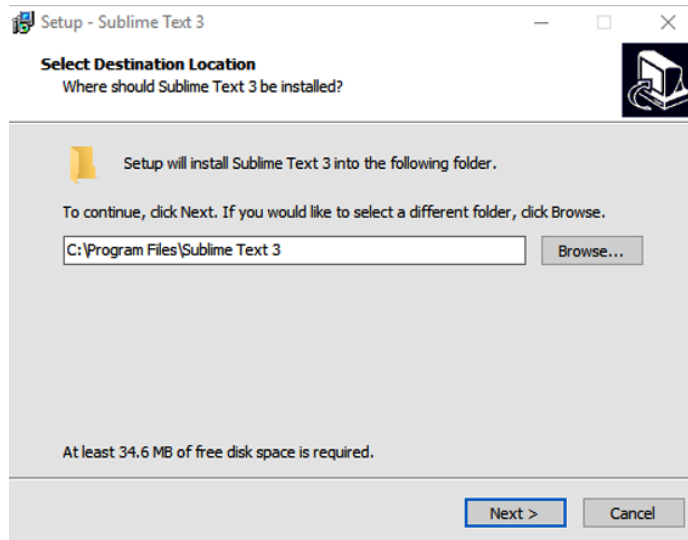 Setup - Sublime Text 3
Select Destination Location
Where should Sublime Text 3 be installed?
Setup will install Sublime Text 3 into the following folder.
To continue, click Next. If you would like to select a different folder, click Browse.
C:\Program Files\Sublime Text 3
Browse...
At least 34.6 MB of free disk space is required.
Next >
Cancel